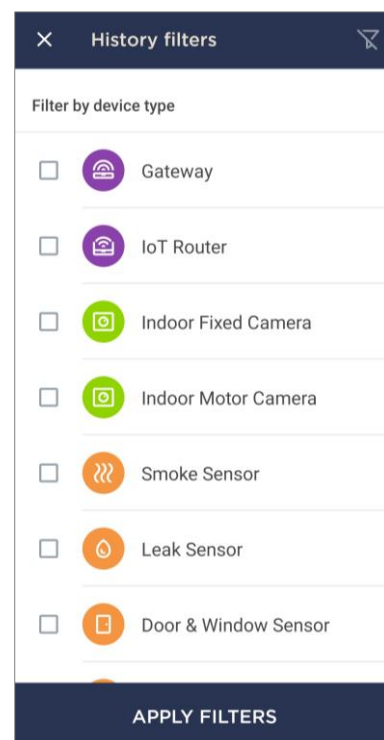 History filters
Filter by device type
Gateway
IoT Router
Indoor Fixed Camera
Indoor Motor Camera
Smoke Sensor
Leak Sensor
Door & Window Sensor
APPLY FILTERS